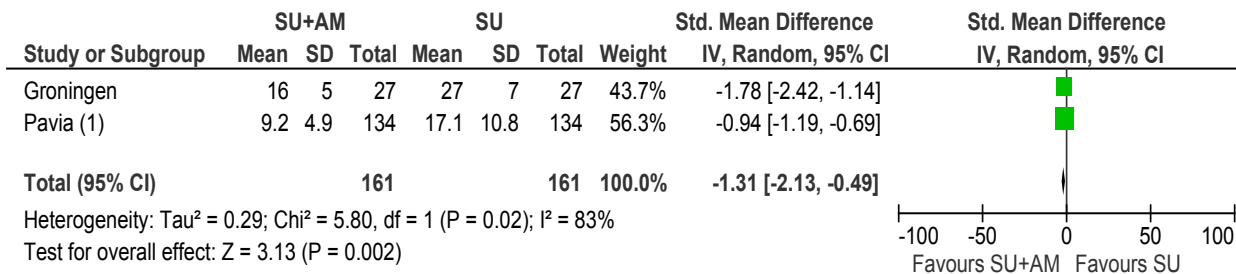 SU+AM SU Std. Mean Difference Std. Mean Difference
Study or Subgroup Mean SD Total Mean SD Total Weight IV, Random, 95% CI IV, Random, 95% CI
Groningen 16 5 27 27 7 27 43.7% -1.78 [-2.42, -1.14]
Pavia (1) 9.2 4.9 134 17.1 10.8 134 56.3% -0.94 [-1.19, -0.69]
Total (95% CI) 161 161 100.0% -1.31 [-2.13, -0.49]
Heterogeneity: Tau² = 0.29; Chi² = 5.80, df = 1 (P = 0.02); I² = 83%
Test for overall effect: Z = 3.13 (P = 0.002)
-100 -50 0 50 100
Favours SU+AM Favours SU